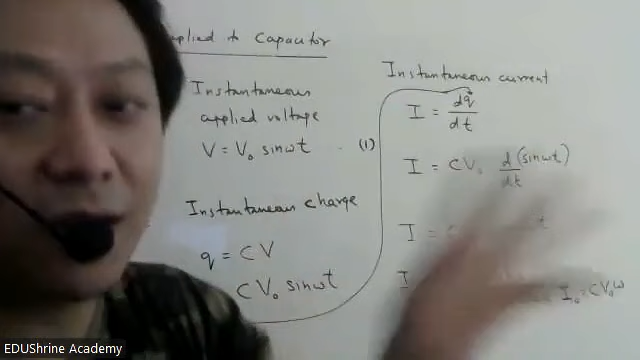 applied to Capacitor
Instantaneous
applied voltage
V = V₀ sinωt - (1)
Instantaneous charge
q = CV
CV₀ sinωt
Instantaneous current
I = dq/dt
I = CV₀ d/dt (sinωt)
I =
I
I₀ = CV₀ω
EDUShrine Academy